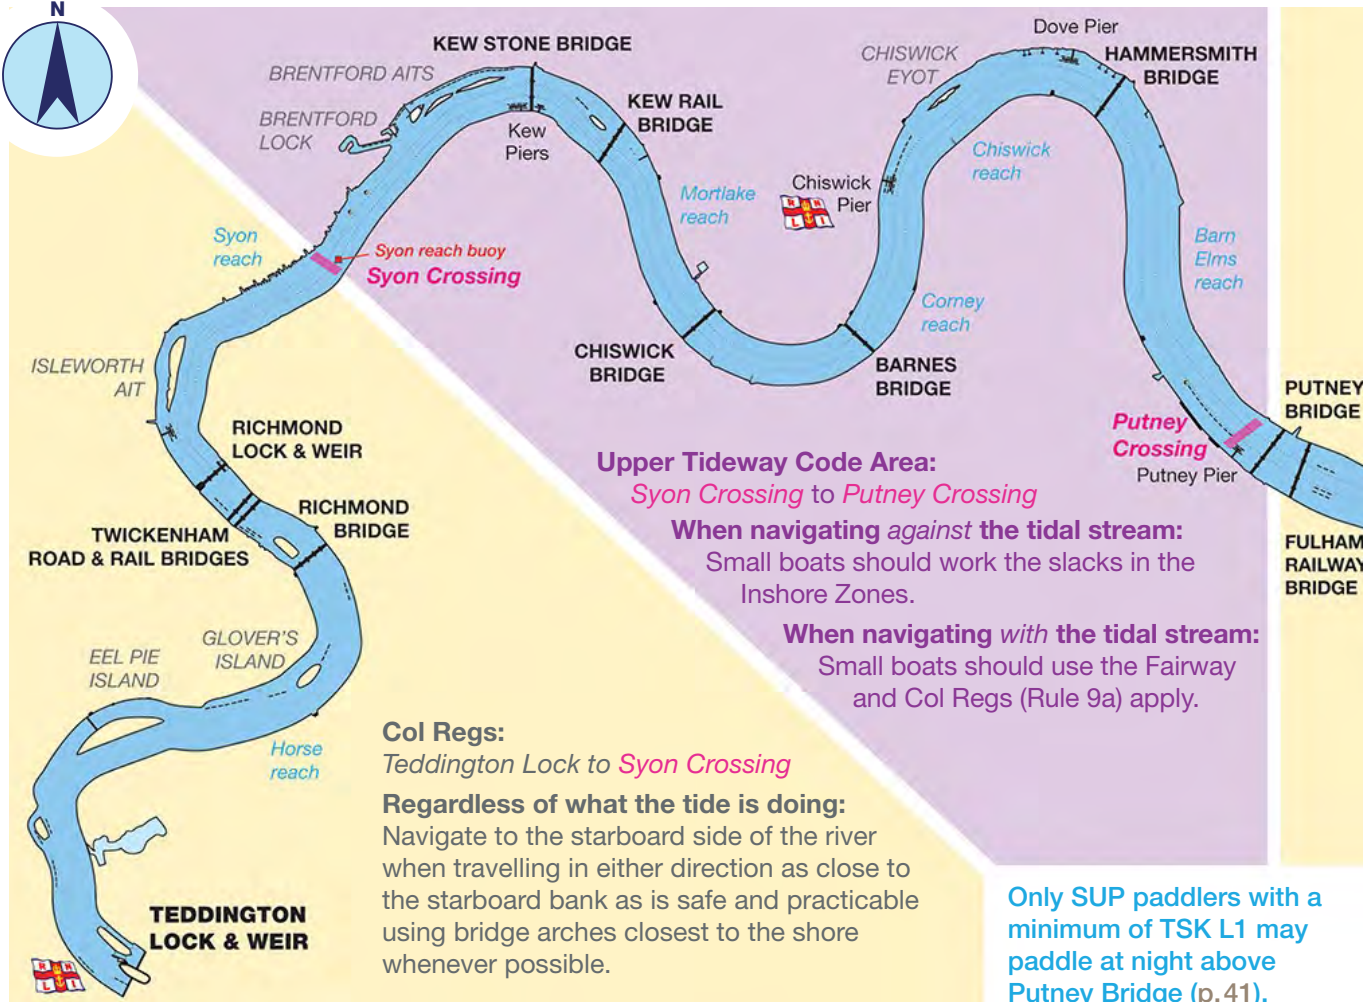 N
KEW STONE BRIDGE
BRENTFORD AITS
BRENTFORD
LOCK
Kew
Piers
KEW RAIL
BRIDGE
Mortlake
reach
CHISWICK
EYOT
Dove Pier
HAMMERSMITH
BRIDGE
Chiswick
reach
Chiswick
Pier
RNLI
Syon
reach
Syon reach buoy
Syon Crossing
Barn
Elms
reach
Corney
reach
CHISWICK
BRIDGE
BARNES
BRIDGE
ISLEWORTH
AIT
RICHMOND
LOCK & WEIR
PUTNEY
BRIDGE
Putney
Crossing
Putney Pier
RICHMOND
BRIDGE
TWICKENHAM
ROAD & RAIL BRIDGES
FULHAM
RAILWAY
BRIDGE
Upper Tideway Code Area:
Syon Crossing to Putney Crossing
When navigating against the tidal stream:
Small boats should work the slacks in the
Inshore Zones.
When navigating with the tidal stream:
Small boats should use the Fairway
and Col Regs (Rule 9a) apply.
GLOVER'S
ISLAND
EEL PIE
ISLAND
Horse
reach
Col Regs:
Teddington Lock to Syon Crossing
Regardless of what the tide is doing:
Navigate to the starboard side of the river
when travelling in either direction as close to
the starboard bank as is safe and practicable
using bridge arches closest to the shore
whenever possible.
TEDDINGTON
LOCK & WEIR
RNLI
Only SUP paddlers with a
minimum of TSK L1 may
paddle at night above
Putney Bridge (p.41).